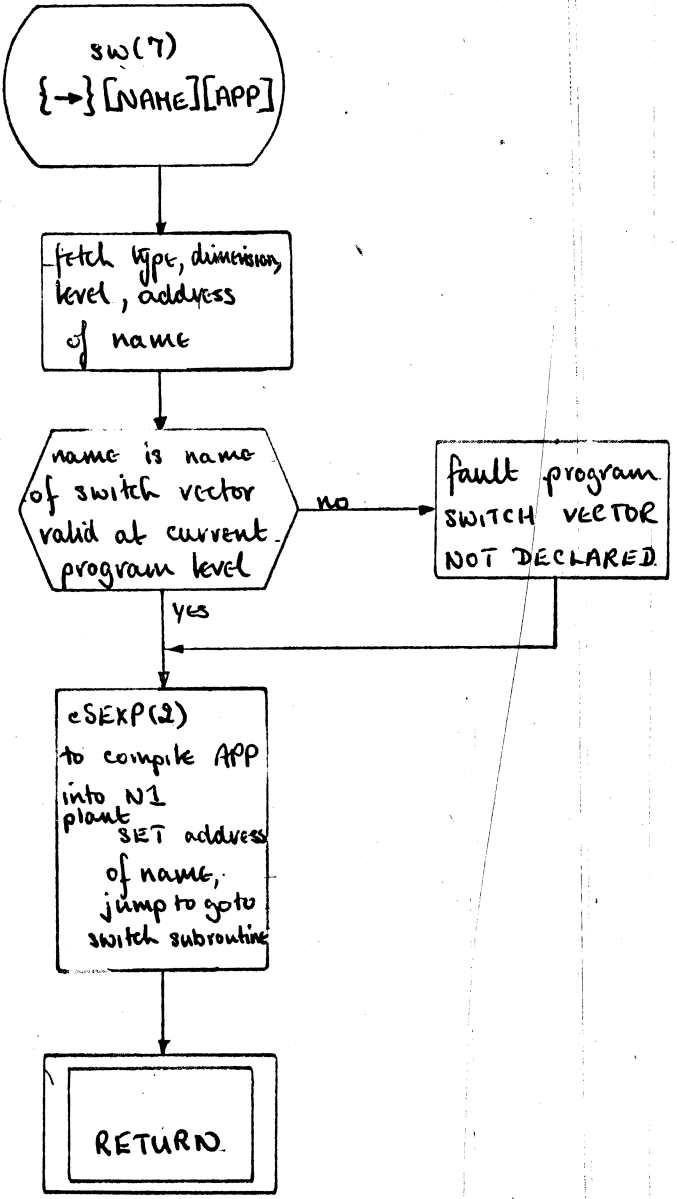 sw(7)
{→}[NAME][APP]
fetch type, dimension,
level, address
of name
name is name
of switch vector
valid at current
program level
no
fault program
SWITCH VECTOR
NOT DECLARED.
yes
cSEXP(2)
to compile APP
into N1
plant
SET address
of name,
jump to goto
switch subroutine
RETURN